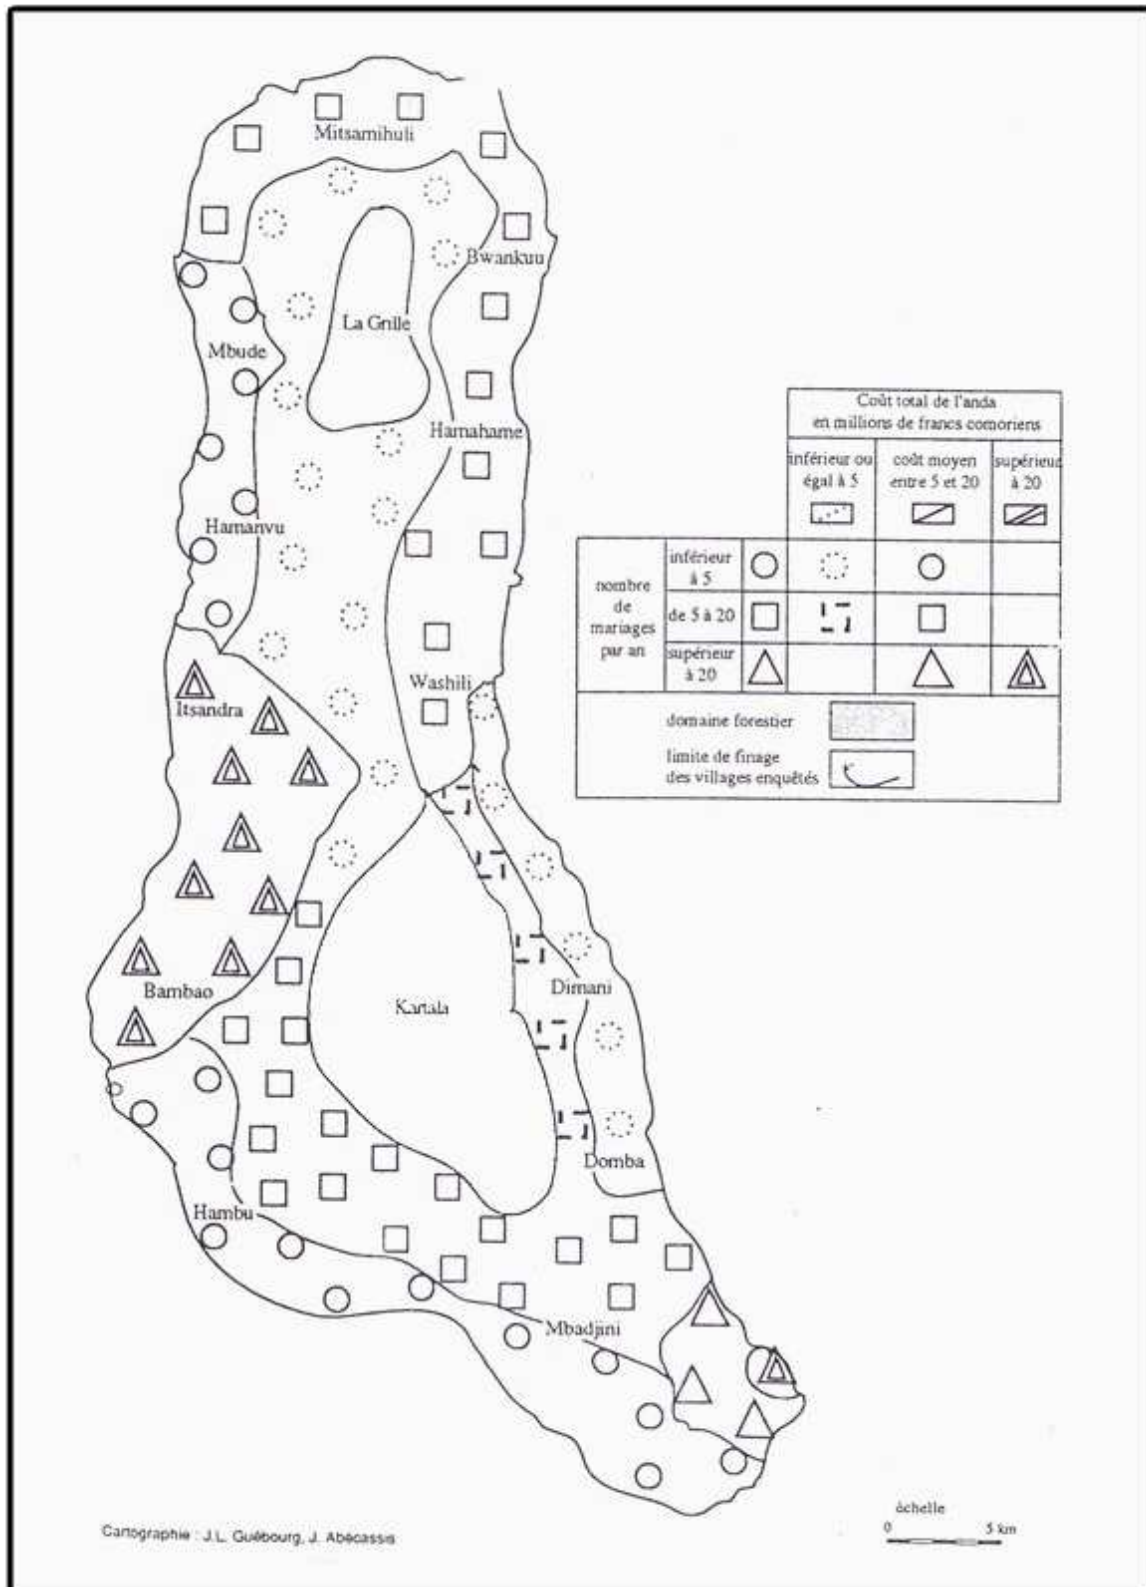 Mitsamihuli
Bwankuu
La Grille
Mbude
Hamahame
Hamanvu
Washili
Itsandra
Dimani
Bambao
Kartala
Domba
Hambu
Mbadjini
Coût total de l'anda
en millions de francs comoriens
inférieur ou
égal à 5
coût moyen
entre 5 et 20
supérieur
à 20
nombre
de
mariages
par an
inférieur
à 5
de 5 à 20
supérieur
à 20
domaine forestier
limite de finage
des villages enquêtés
échelle
0 5 km
Cartographie : J.L. Guébourg, J. Abécassis